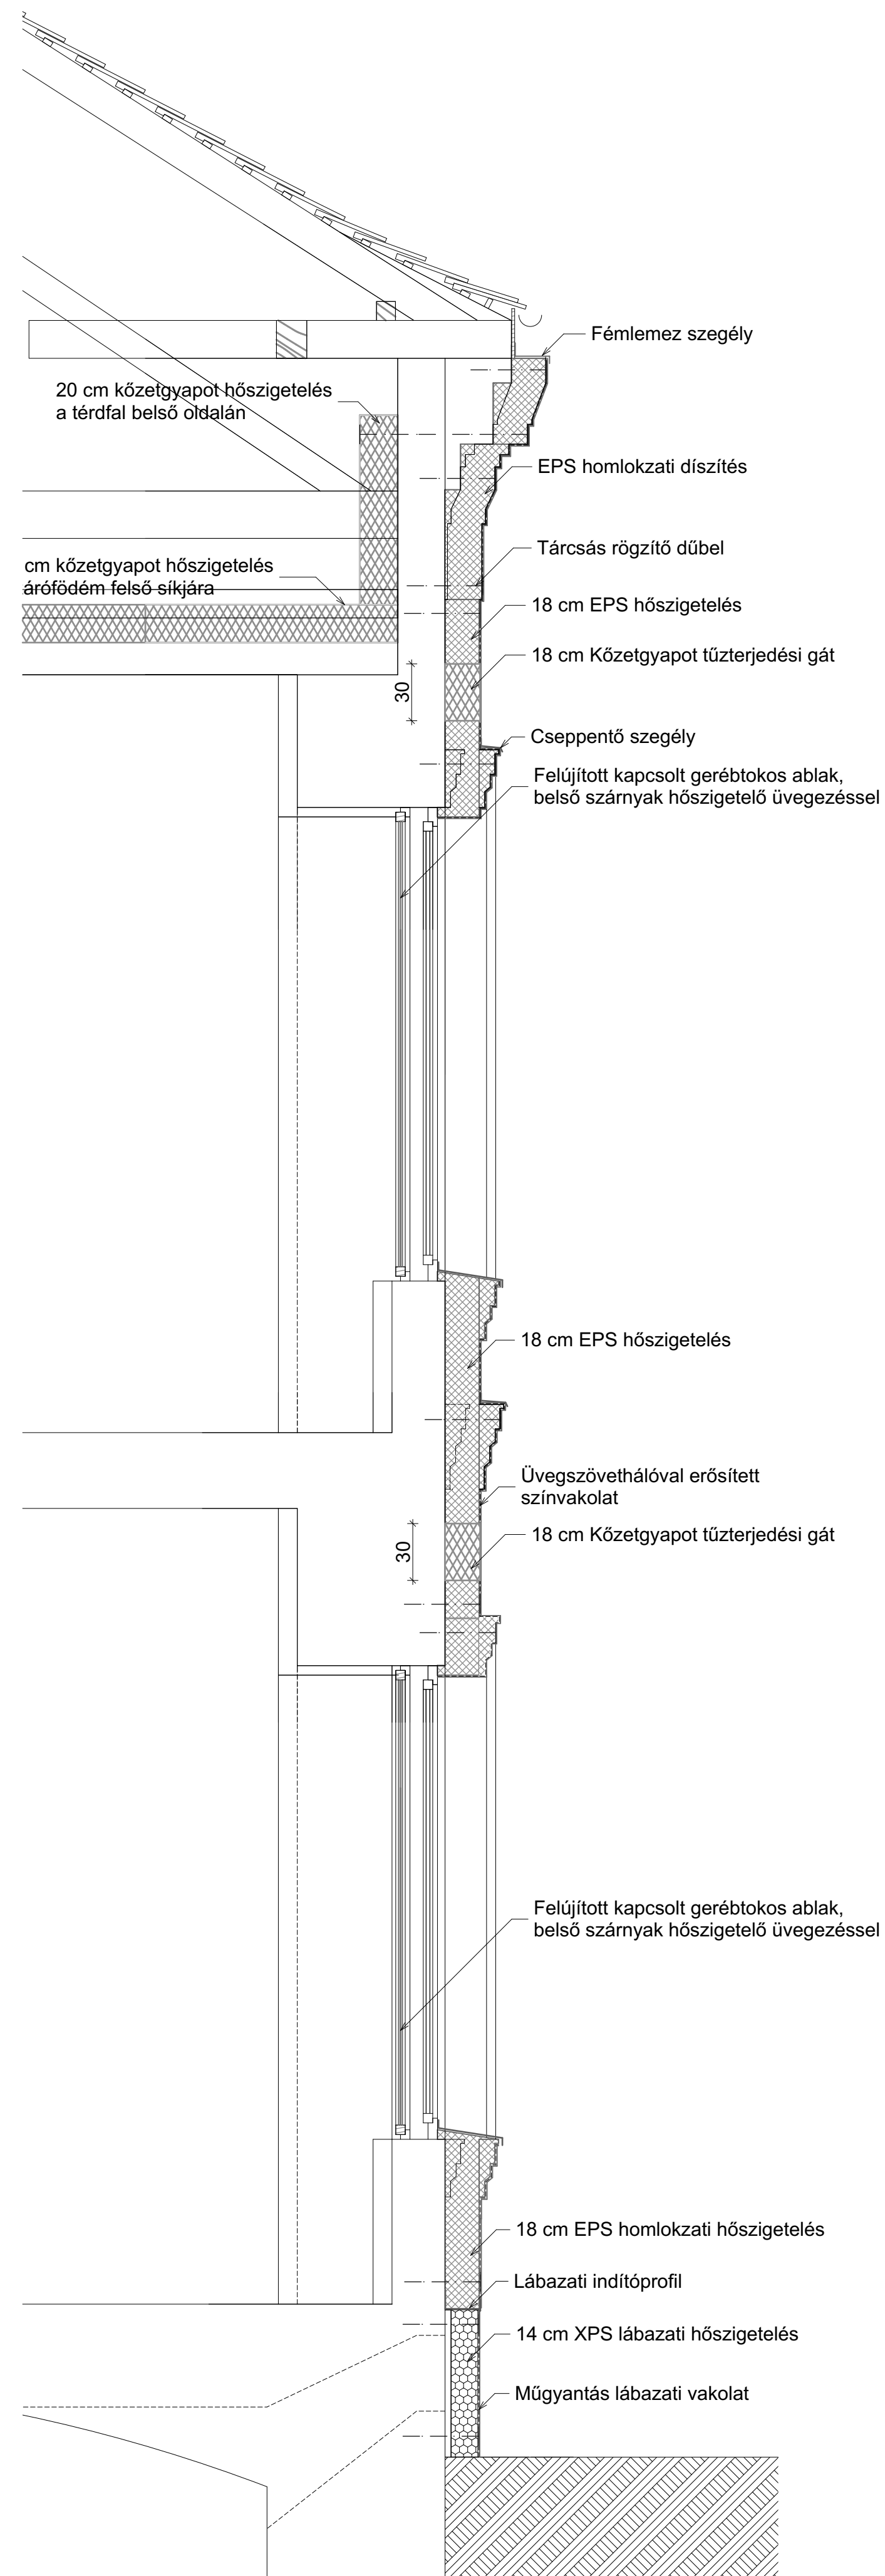 Fémlemez szegély
20 cm kőzetgyapot hőszigetelés
a térdfal belső oldalán
EPS homlokzati díszítés
Tárcsás rögzítő dűbel
cm kőzetgyapot hőszigetelés
árófödém felső síkjára
18 cm EPS hőszigetelés
18 cm Kőzetgyapot tűzterjedési gát
30
Cseppentő szegély
Felújított kapcsolt gerébtokos ablak,
belső szárnyak hőszigetelő üvegezéssel
18 cm EPS hőszigetelés
Üvegszövethálóval erősített
színvakolat
18 cm Kőzetgyapot tűzterjedési gát
30
Felújított kapcsolt gerébtokos ablak,
belső szárnyak hőszigetelő üvegezéssel
18 cm EPS homlokzati hőszigetelés
Lábazati indítóprofil
14 cm XPS lábazati hőszigetelés
Műgyantás lábazati vakolat